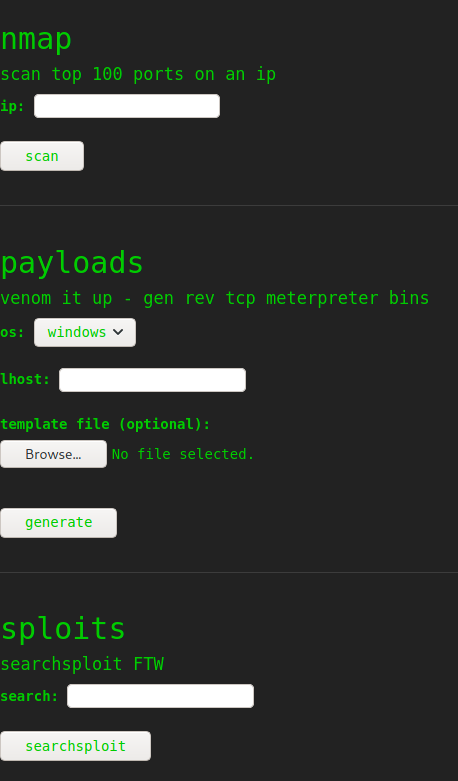 nmap
scan top 100 ports on an ip
ip:
scan
payloads
venom it up - gen rev tcp meterpreter bins
os: windows
lhost:
template file (optional):
Browse... No file selected.
generate
sploits
searchsploit FTW
search:
searchsploit